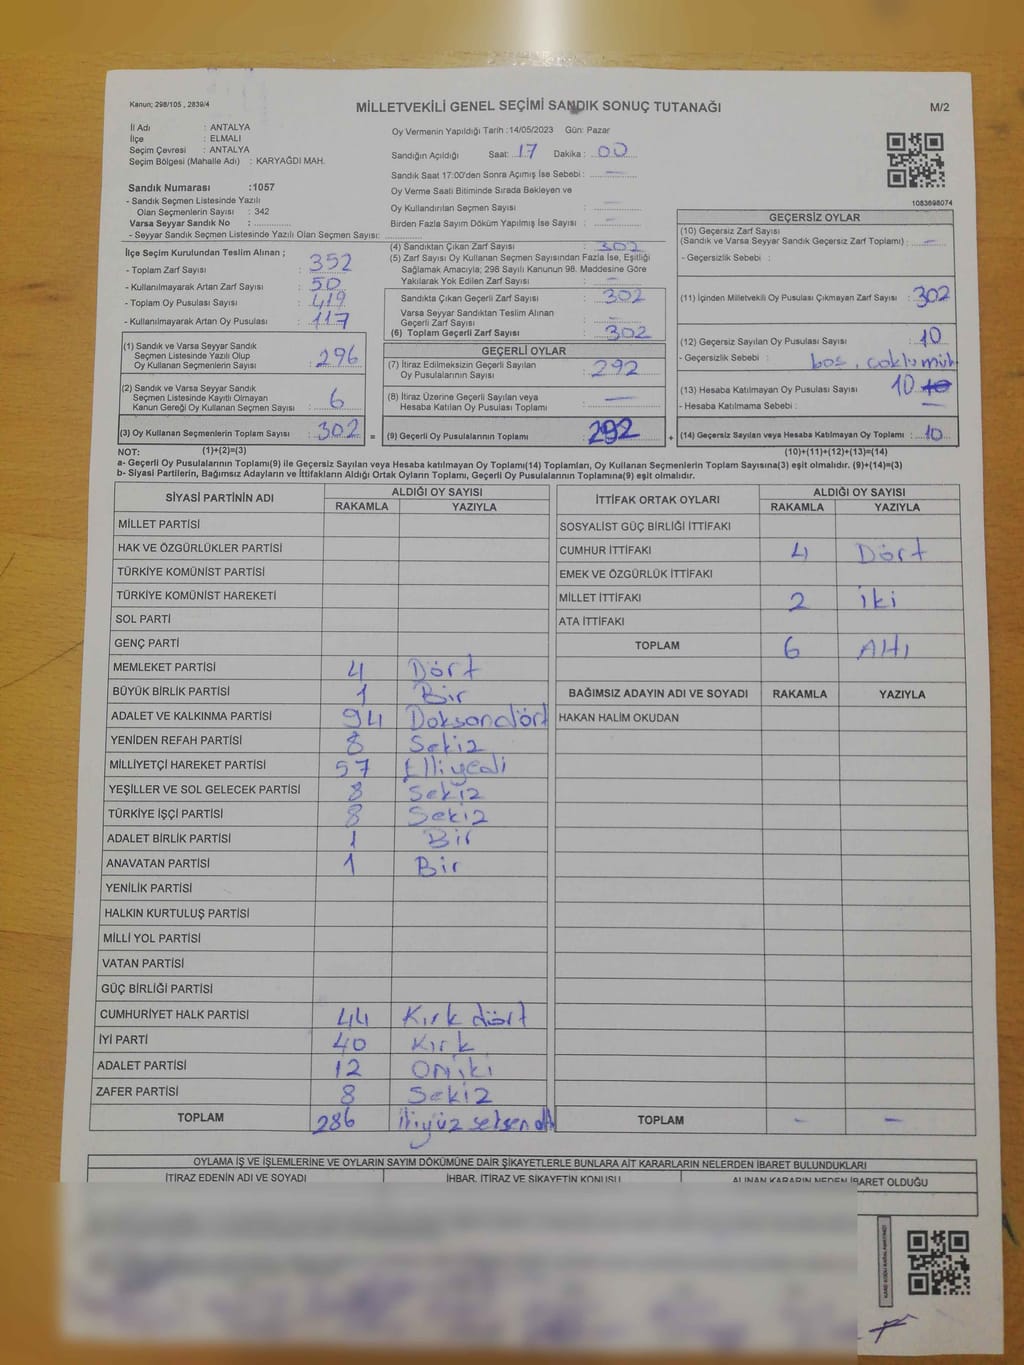 Kanun; 298/105 , 2839/4
MİLLETVEKİLİ GENEL SEÇİMİ SANDIK SONUÇ TUTANAĞI
M/2
İl Adı : ANTALYA
İlçe : ELMALI
Seçim Çevresi : ANTALYA
Seçim Bölgesi (Mahalle Adı) : KARYAĞDI MAH.
Sandık Numarası :1057
- Sandık Seçmen Listesinde Yazılı
Olan Seçmenlerin Sayısı : 342
Varsa Seyyar Sandık No :
- Seyyar Sandık Seçmen Listesinde Yazılı Olan Seçmen Sayısı:
Oy Vermenin Yapıldığı Tarih :14/05/2023 Gün: Pazar
Sandığın Açıldığı Saat: 17 Dakika : 00
Sandık Saat 17:00'den Sonra Açımış İse Sebebi : —
Oy Verme Saati Bitiminde Sırada Bekleyen ve
Oy Kullandırılan Seçmen Sayısı : —
Birden Fazla Sayım Döküm Yapılmış İse Sayısı : —
1083698074
İlçe Seçim Kurulundan Teslim Alınan ;
- Toplam Zarf Sayısı : 352
- Kullanılmayarak Artan Zarf Sayısı : 50
- Toplam Oy Pusulası Sayısı : 419
- Kullanılmayarak Artan Oy Pusulası : 117
(1) Sandık ve Varsa Seyyar Sandık
Seçmen Listesinde Yazılı Olup
Oy Kullanan Seçmenlerin Sayısı : 296
(2) Sandık ve Varsa Seyyar Sandık
Seçmen Listesinde Kayıtlı Olmayan
Kanun Gereği Oy Kullanan Seçmen Sayısı : 6
(3) Oy Kullanan Seçmenlerin Toplam Sayısı : 302 =
(4) Sandıktan Çıkan Zarf Sayısı : 302
(5) Zarf Sayısı Oy Kullanan Seçmen Sayısından Fazla İse, Eşitliği
Sağlamak Amacıyla; 298 Sayılı Kanunun 98. Maddesine Göre
Yakılarak Yok Edilen Zarf Sayısı : —
Sandıkta Çıkan Geçerli Zarf Sayısı : 302
Varsa Seyyar Sandıktan Teslim Alınan
Geçerli Zarf Sayısı : —
(6) Toplam Geçerli Zarf Sayısı : 302
GEÇERLİ OYLAR
(7) İtiraz Edilmeksizin Geçerli Sayılan
Oy Pusulalarının Sayısı : 292
(8) İtiraz Üzerine Geçerli Sayılan veya
Hesaba Katılan Oy Pusulası Toplamı : —
(9) Geçerli Oy Pusulalarının Toplamı : 292 +
GEÇERSİZ OYLAR
(10) Geçersiz Zarf Sayısı
(Sandık ve Varsa Seyyar Sandık Geçersiz Zarf Toplamı) : —
- Geçersizlik Sebebi :
(11) İçinden Milletvekili Oy Pusulası Çıkmayan Zarf Sayısı : 302
(12) Geçersiz Sayılan Oy Pusulası Sayısı : 10
- Geçersizlik Sebebi : boş, çoklumüh
(13) Hesaba Katılmayan Oy Pusulası Sayısı 10 10
- Hesaba Katılmama Sebebi : —
(14) Geçersiz Sayılan veya Hesaba Katılmayan Oy Toplamı : 10
NOT: (1)+(2)=(3) (10)+(11)+(12)+(13)=(14)
a- Geçerli Oy Pusulalarının Toplamı(9) ile Geçersiz Sayılan veya Hesaba katılmayan Oy Toplamı(14) Toplamları, Oy Kullanan Seçmenlerin Toplam Sayısına(3) eşit olmalıdır. (9)+(14)=(3)
b- Siyasi Partilerin, Bağımsız Adayların ve İttifakların Aldığı Ortak Oyların Toplamı, Geçerli Oy Pusulalarının Toplamına(9) eşit olmalıdır.
SİYASİ PARTİNİN ADI ALDIĞI OY SAYISI
RAKAMLA YAZIYLA
MİLLET PARTİSİ
HAK VE ÖZGÜRLÜKLER PARTİSİ
TÜRKİYE KOMÜNİST PARTİSİ
TÜRKİYE KOMÜNİST HAREKETİ
SOL PARTİ
GENÇ PARTİ
MEMLEKET PARTİSİ 4 Dört
BÜYÜK BİRLİK PARTİSİ 1 Bir
ADALET VE KALKINMA PARTİSİ 94 Doksandört
YENİDEN REFAH PARTİSİ 8 Sekiz
MİLLİYETÇİ HAREKET PARTİSİ 57 Elliyedi
YEŞİLLER VE SOL GELECEK PARTİSİ 8 Sekiz
TÜRKİYE İŞÇİ PARTİSİ 8 Sekiz
ADALET BİRLİK PARTİSİ 1 Bir
ANAVATAN PARTİSİ 1 Bir
YENİLİK PARTİSİ
HALKIN KURTULUŞ PARTİSİ
MİLLİ YOL PARTİSİ
VATAN PARTİSİ
GÜÇ BİRLİĞİ PARTİSİ
CUMHURİYET HALK PARTİSİ 44 Kırk dört
İYİ PARTİ 40 Kırk
ADALET PARTİSİ 12 Oniki
ZAFER PARTİSİ 8 Sekiz
TOPLAM 286 ikiyüz seksen altı
İTTİFAK ORTAK OYLARI ALDIĞI OY SAYISI
RAKAMLA YAZIYLA
SOSYALİST GÜÇ BİRLİĞİ İTTİFAKI
CUMHUR İTTİFAKI 4 Dört
EMEK VE ÖZGÜRLÜK İTTİFAKI
MİLLET İTTİFAKI 2 iki
ATA İTTİFAKI
TOPLAM 6 Altı
BAĞIMSIZ ADAYIN ADI VE SOYADI RAKAMLA YAZIYLA
HAKAN HALİM OKUDAN
TOPLAM - —
OYLAMA İŞ VE İŞLEMLERİNE VE OYLARIN SAYIM DÖKÜMÜNE DAİR ŞİKAYETLERLE BUNLARA AİT KARARLARIN NELERDEN İBARET BULUNDUKLARI
İTİRAZ EDENİN ADI VE SOYADI İHBAR, İTİRAZ VE ŞİKAYETİN KONUSU ALINAN KARARIN NEDEN İBARET OLDUĞU